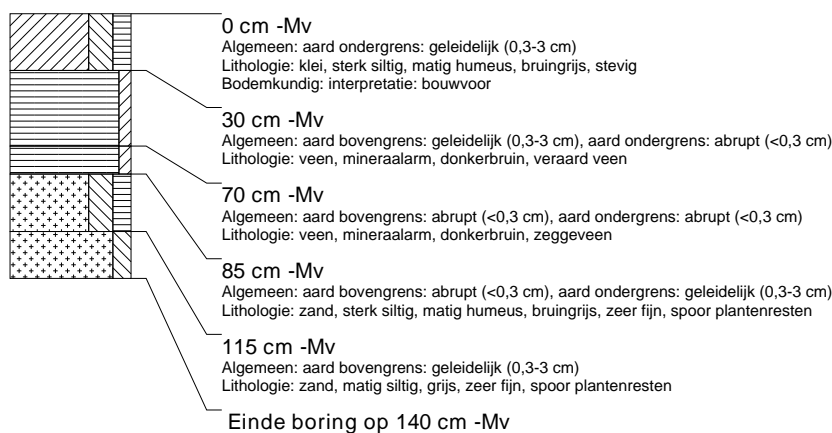 0 cm -Mv
Algemeen: aard ondergrens: geleidelijk (0,3-3 cm)
Lithologie: klei, sterk siltig, matig humeus, bruingrijs, stevig
Bodemkundig: interpretatie: bouwvoor
30 cm -Mv
Algemeen: aard bovengrens: geleidelijk (0,3-3 cm), aard ondergrens: abrupt (<0,3 cm)
Lithologie: veen, mineraalarm, donkerbruin, veraard veen
70 cm -Mv
Algemeen: aard bovengrens: abrupt (<0,3 cm), aard ondergrens: abrupt (<0,3 cm)
Lithologie: veen, mineraalarm, donkerbruin, zeggeveen
85 cm -Mv
Algemeen: aard bovengrens: abrupt (<0,3 cm), aard ondergrens: geleidelijk (0,3-3 cm)
Lithologie: zand, sterk siltig, matig humeus, bruingrijs, zeer fijn, spoor plantenresten
115 cm -Mv
Algemeen: aard bovengrens: geleidelijk (0,3-3 cm)
Lithologie: zand, matig siltig, grijs, zeer fijn, spoor plantenresten
Einde boring op 140 cm -Mv